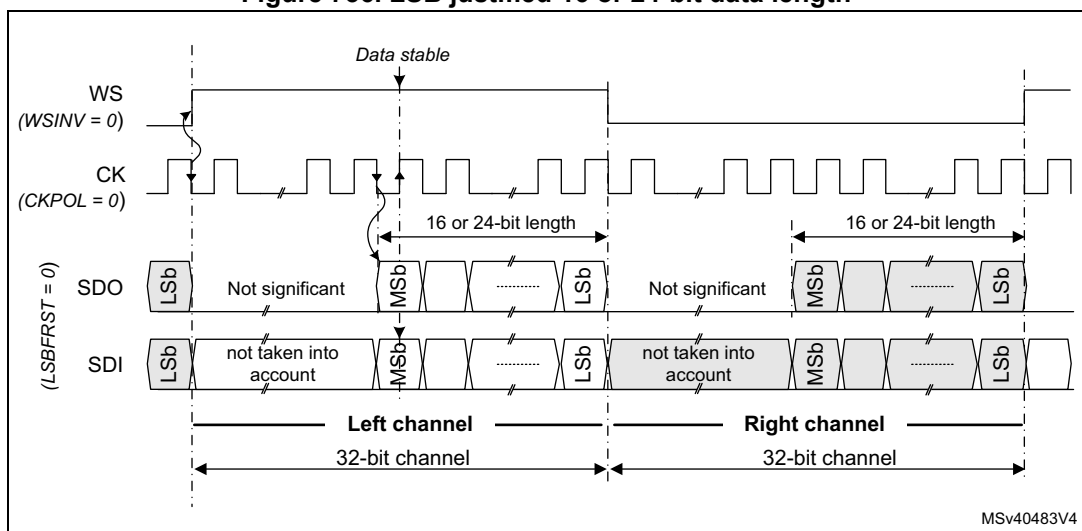 Figure LSB justified 16 or 24-bit data length
Data stable
WS
(WSINV = 0)
CK
(CKPOL = 0)
16 or 24-bit length
16 or 24-bit length
(LSBFRST = 0)
SDO
LSb
Not significant
MSb
LSb
Not significant
MSb
LSb
SDI
LSb
not taken into
account
MSb
LSb
not taken into
account
MSb
LSb
Left channel
Right channel
32-bit channel
32-bit channel
MSv40483V4